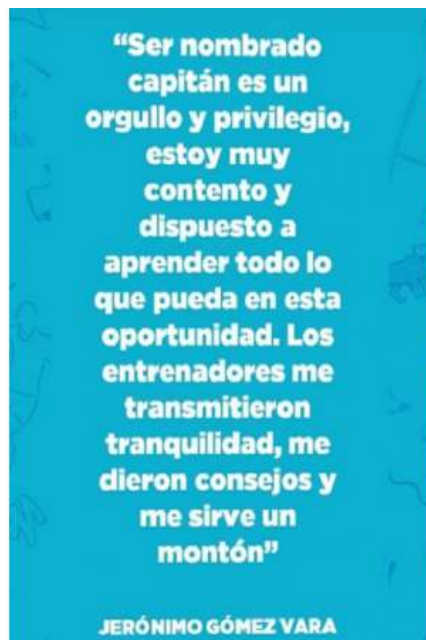 “Ser nombrado
capitán es un
orgullo y privilegio,
estoy muy
contento y
dispuesto a
aprender todo lo
que pueda en esta
oportunidad. Los
entrenadores me
transmitieron
tranquilidad, me
dieron consejos y
me sirve un
montón”
JERÓNIMO GÓMEZ VARA